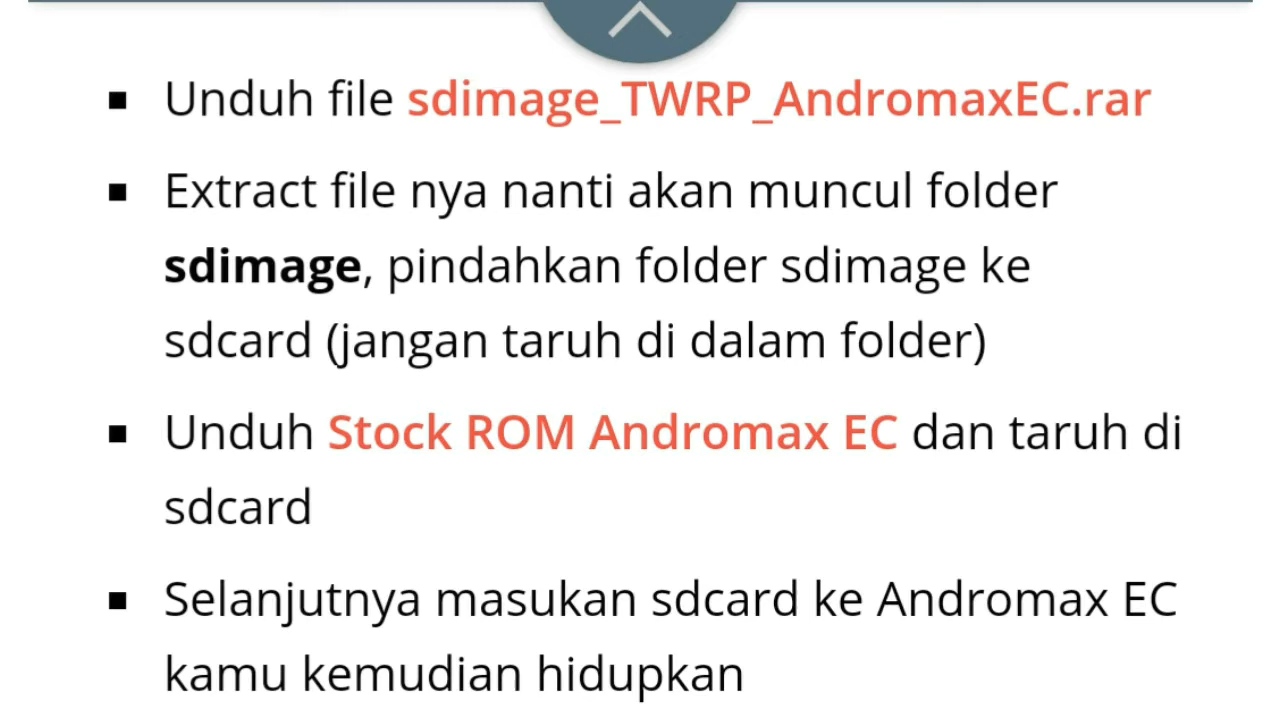 Unduh file sdimage_TWRP_AndromaxEC.rar
Extract file nya nanti akan muncul folder
sdimage, pindahkan folder sdimage ke
sdcard (jangan taruh di dalam folder)
Unduh Stock ROM Andromax EC dan taruh di
sdcard
Selanjutnya masukan sdcard ke Andromax EC
kamu kemudian hidupkan